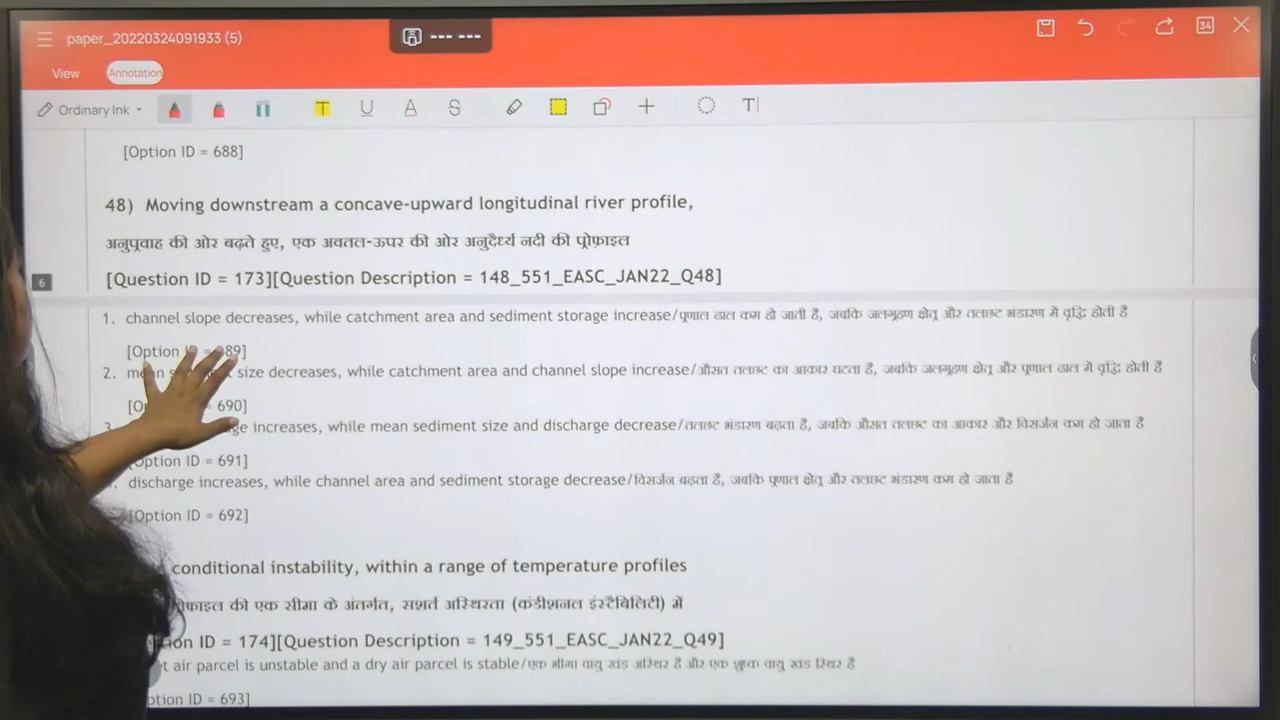 paper_20220324091933 (5)
--- ---
34
View
Annotation
Ordinary Ink
T U A S T
[Option ID = 688]
48) Moving downstream a concave-upward longitudinal river profile,
अनुप्रवाह की ओर बढ़ते हुए, एक अवतल-ऊपर की ओर अनुदैर्ध्य नदी की प्रोफ़ाइल
6
[Question ID = 173][Question Description = 148_551_EASC_JAN22_Q48]
1. channel slope decreases, while catchment area and sediment storage increase/प्रणाल ढाल कम हो जाती है, जबकि जलग्रहण क्षेत्र और तलछट भंडारण में वृद्धि होती है
[Option = 89]
2. size decreases, while catchment area and channel slope increase/औसत तलछट का आकार घटता है, जबकि जलग्रहण क्षेत्र और प्रणाल ढाल में वृद्धि होती है
690]
increases, while mean sediment size and discharge decrease/तलछट भंडारण बढ़ता है, जबकि औसत तलछट का आकार और विसर्जन कम हो जाता है
Option ID = 691]
discharge increases, while channel area and sediment storage decrease/विसर्जन बढ़ता है, जबकि प्रणाल क्षेत्र और तलछट भंडारण कम हो जाता है
[Option ID = 692]
conditional instability, within a range of temperature profiles
की एक सीमा के अंतर्गत, सशर्त अस्थिरता (कंडीशनल इंस्टैबिलिटी) में
ID = 174][Question Description = 149_551_EASC_JAN22_Q49]
air parcel is unstable and a dry air parcel is stable/एक भीगा वायु खंड अस्थिर है और एक शुष्क वायु खंड स्थिर है
ption ID = 693]